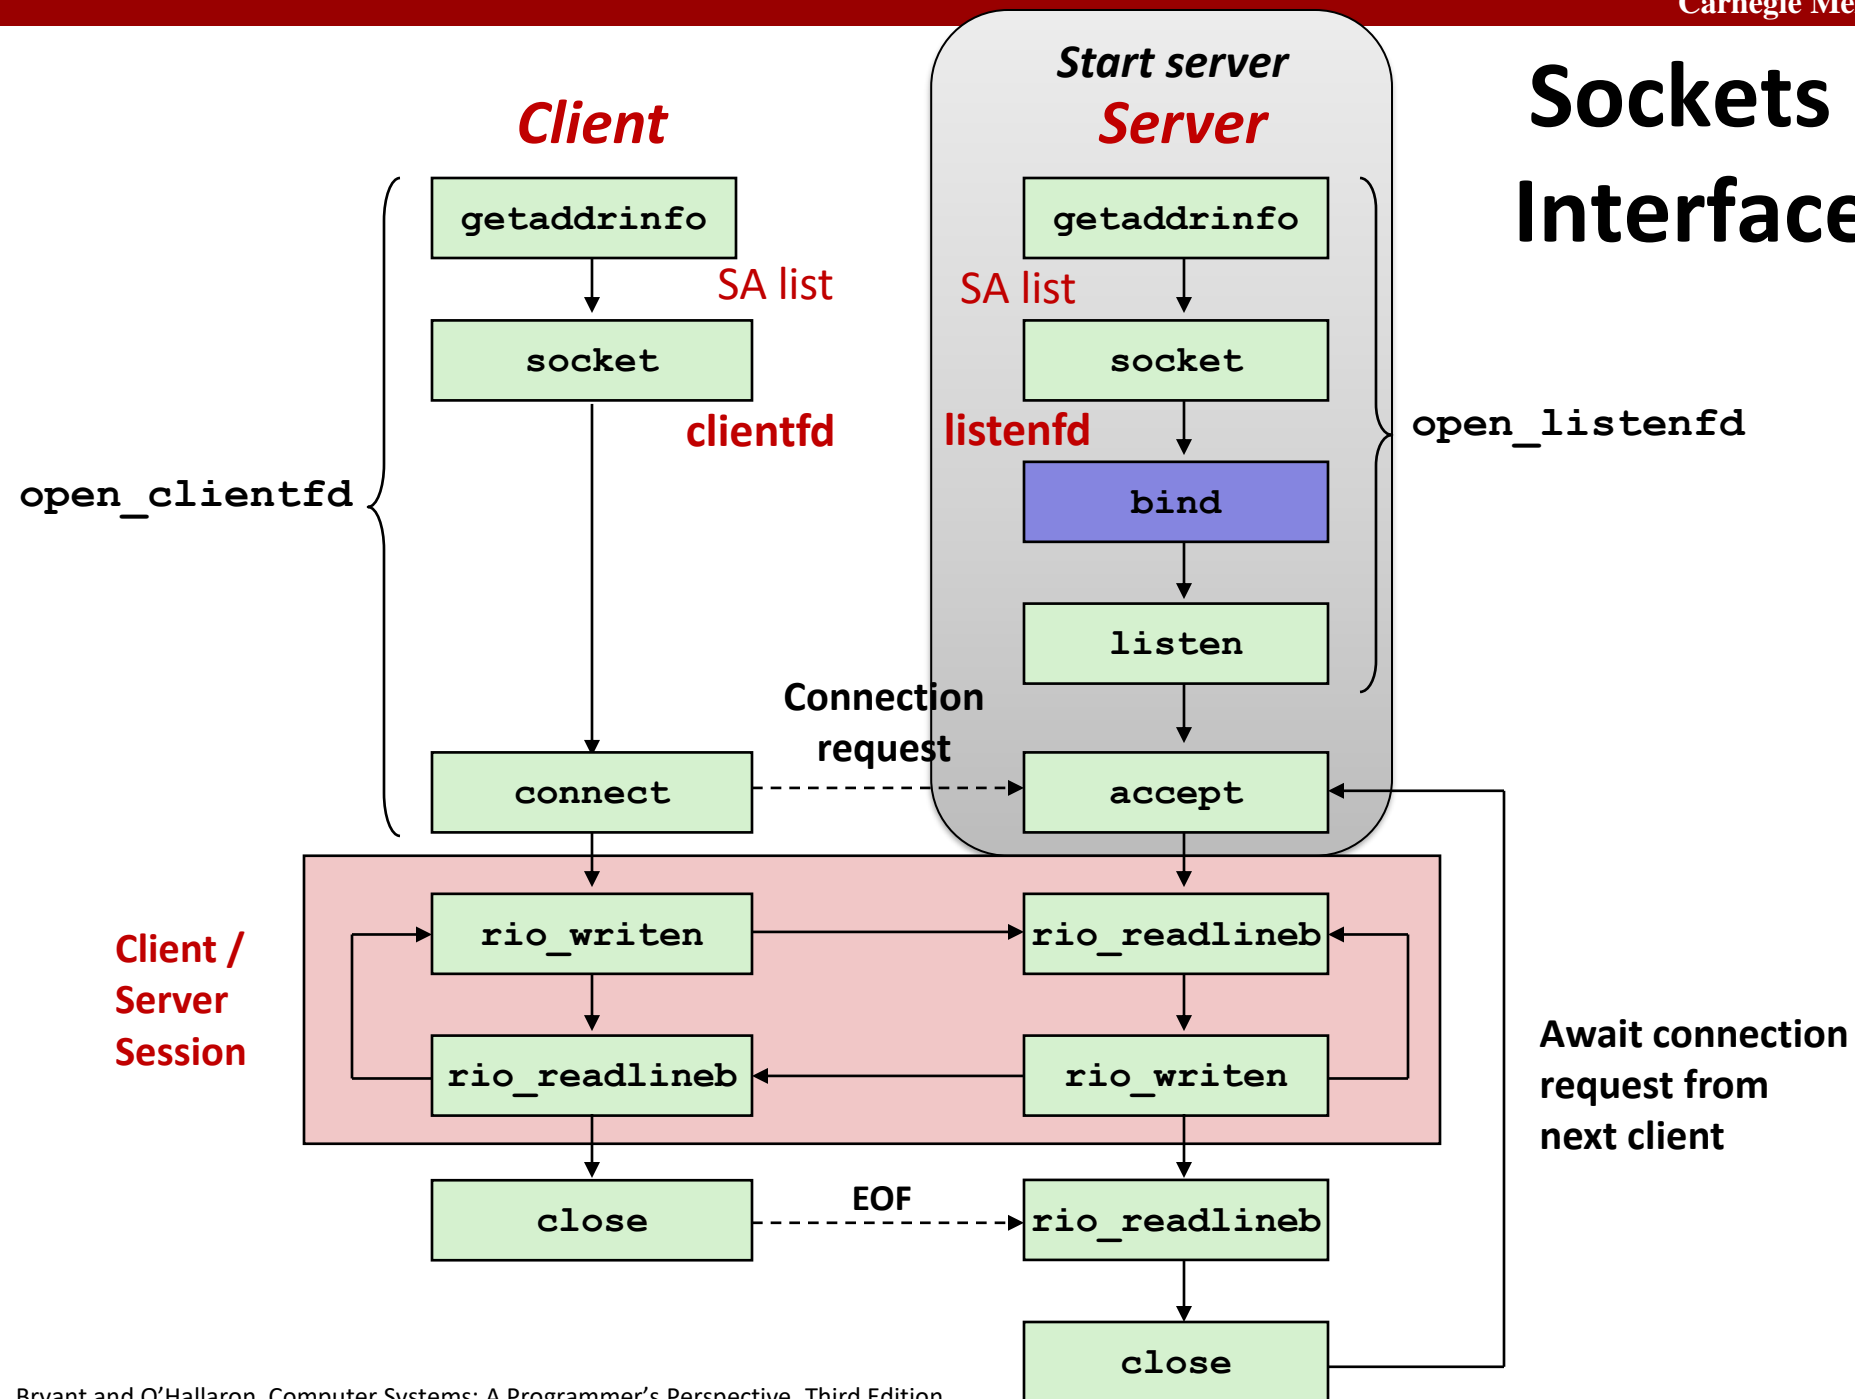 Carnegie Me
Start server
Client
Server
Sockets
Interface
getaddrinfo
getaddrinfo
SA list
SA list
socket
socket
clientfd
listenfd
open_listenfd
open_clientfd
bind
listen
Connection
request
connect
accept
Client /
Server
Session
rio_writen
rio_readlineb
rio_readlineb
rio_writen
Await connection
request from
next client
close
EOF
rio_readlineb
close
Bryant and O'Hallaron, Computer Systems: A Programmer's Perspective, Third Edition